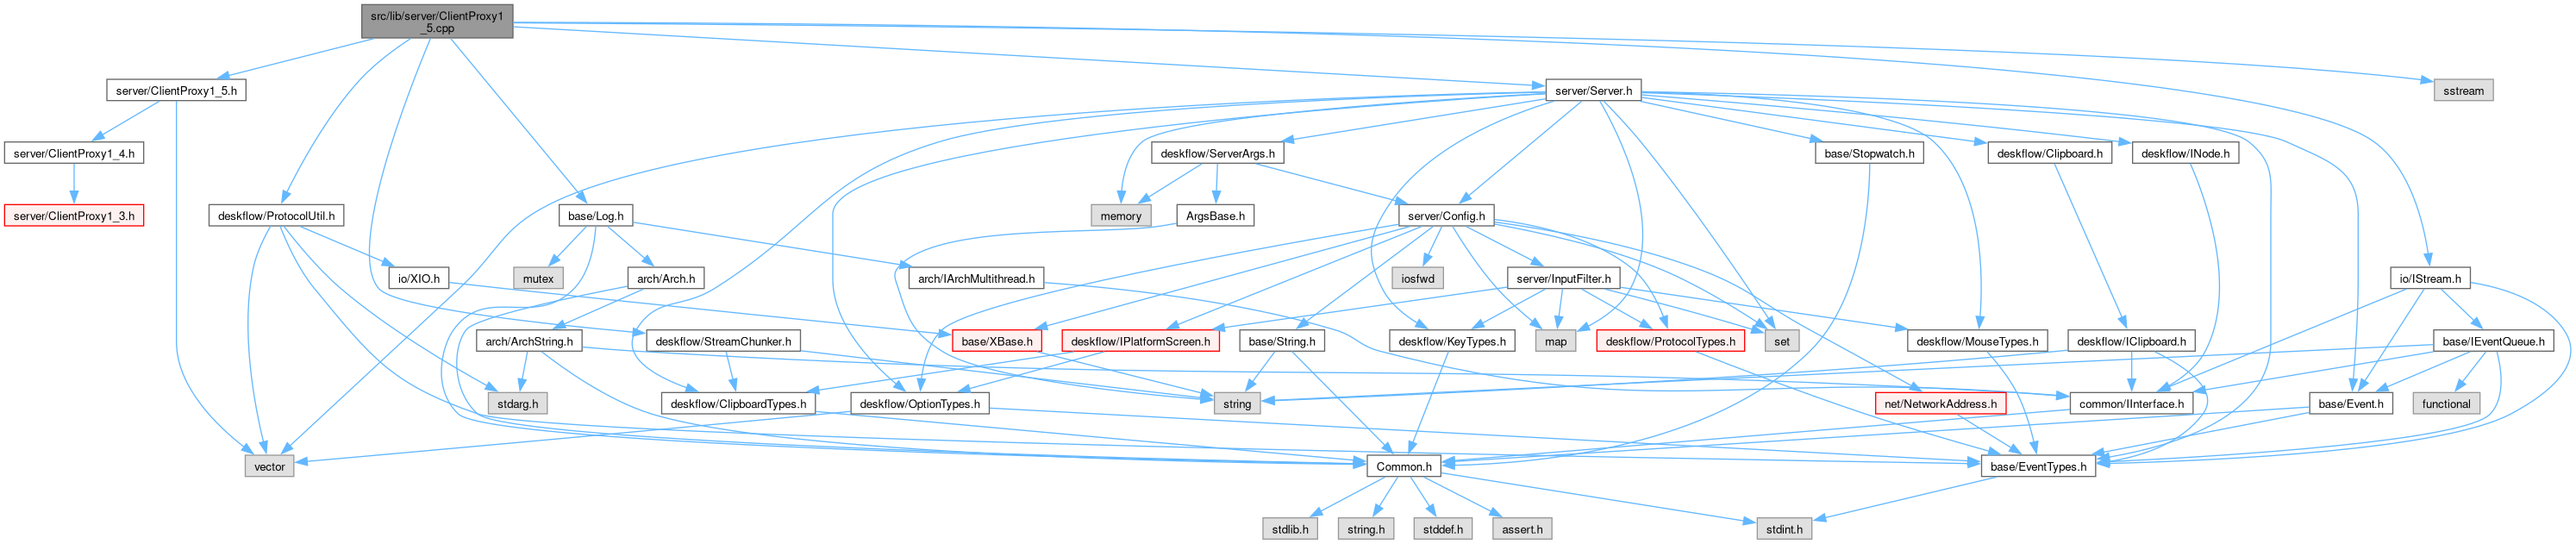 src/lib/server/ClientProxy1
_5.cpp
server/ClientProxy1_5.h
server/Server.h
sstream
server/ClientProxy1_4.h
deskflow/ServerArgs.h
base/Stopwatch.h
deskflow/Clipboard.h
deskflow/INode.h
server/ClientProxy1_3.h
deskflow/ProtocolUtil.h
base/Log.h
memory
ArgsBase.h
server/Config.h
io/XIO.h
mutex
arch/Arch.h
arch/IArchMultithread.h
iosfwd
server/InputFilter.h
io/IStream.h
arch/ArchString.h
deskflow/StreamChunker.h
base/XBase.h
deskflow/IPlatformScreen.h
base/String.h
deskflow/KeyTypes.h
map
deskflow/ProtocolTypes.h
set
deskflow/MouseTypes.h
deskflow/IClipboard.h
base/IEventQueue.h
stdarg.h
deskflow/ClipboardTypes.h
deskflow/OptionTypes.h
string
net/NetworkAddress.h
common/IInterface.h
base/Event.h
functional
vector
Common.h
base/EventTypes.h
stdlib.h
string.h
stddef.h
assert.h
stdint.h